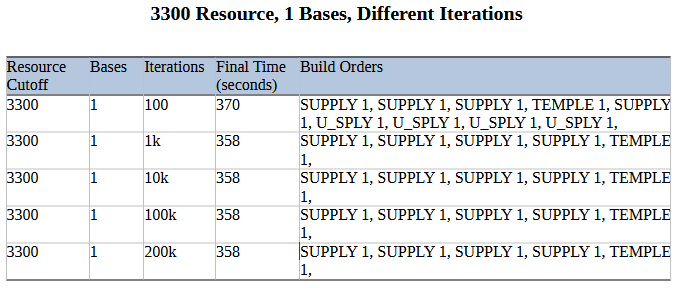 3300 Resource, 1 Bases, Different Iterations
Resource Cutoff Bases Iterations Final Time (seconds) Build Orders
3300 1 100 370 SUPPLY 1, SUPPLY 1, SUPPLY 1, TEMPLE 1, SUPPLY
1, U_SPLY 1, U_SPLY 1, U_SPLY 1, U_SPLY 1,
3300 1 1k 358 SUPPLY 1, SUPPLY 1, SUPPLY 1, SUPPLY 1, TEMPLE
1,
3300 1 10k 358 SUPPLY 1, SUPPLY 1, SUPPLY 1, SUPPLY 1, TEMPLE
1,
3300 1 100k 358 SUPPLY 1, SUPPLY 1, SUPPLY 1, SUPPLY 1, TEMPLE
1,
3300 1 200k 358 SUPPLY 1, SUPPLY 1, SUPPLY 1, SUPPLY 1, TEMPLE
1,